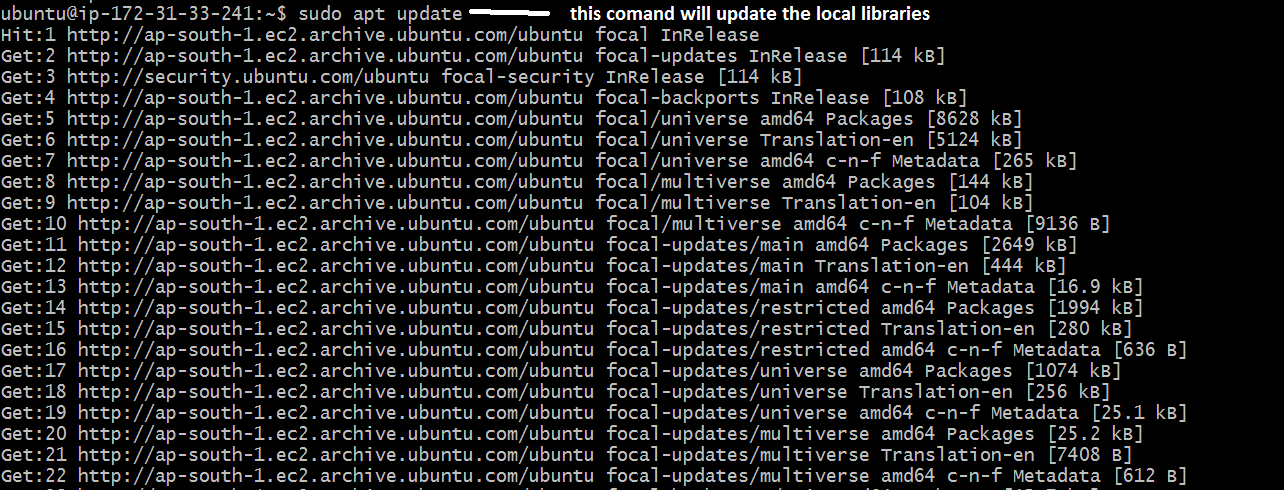 ubuntu@ip-172-31-33-241:~$ sudo apt update this comand will update the local libraries
Hit:1 http://ap-south-1.ec2.archive.ubuntu.com/ubuntu focal InRelease
Get:2 http://ap-south-1.ec2.archive.ubuntu.com/ubuntu focal-updates InRelease [114 kB]
Get:3 http://security.ubuntu.com/ubuntu focal-security InRelease [114 kB]
Get:4 http://ap-south-1.ec2.archive.ubuntu.com/ubuntu focal-backports InRelease [108 kB]
Get:5 http://ap-south-1.ec2.archive.ubuntu.com/ubuntu focal/universe amd64 Packages [8628 kB]
Get:6 http://ap-south-1.ec2.archive.ubuntu.com/ubuntu focal/universe Translation-en [5124 kB]
Get:7 http://ap-south-1.ec2.archive.ubuntu.com/ubuntu focal/universe amd64 c-n-f Metadata [265 kB]
Get:8 http://ap-south-1.ec2.archive.ubuntu.com/ubuntu focal/multiverse amd64 Packages [144 kB]
Get:9 http://ap-south-1.ec2.archive.ubuntu.com/ubuntu focal/multiverse Translation-en [104 kB]
Get:10 http://ap-south-1.ec2.archive.ubuntu.com/ubuntu focal/multiverse amd64 c-n-f Metadata [9136 B]
Get:11 http://ap-south-1.ec2.archive.ubuntu.com/ubuntu focal-updates/main amd64 Packages [2649 kB]
Get:12 http://ap-south-1.ec2.archive.ubuntu.com/ubuntu focal-updates/main Translation-en [444 kB]
Get:13 http://ap-south-1.ec2.archive.ubuntu.com/ubuntu focal-updates/main amd64 c-n-f Metadata [16.9 kB]
Get:14 http://ap-south-1.ec2.archive.ubuntu.com/ubuntu focal-updates/restricted amd64 Packages [1994 kB]
Get:15 http://ap-south-1.ec2.archive.ubuntu.com/ubuntu focal-updates/restricted Translation-en [280 kB]
Get:16 http://ap-south-1.ec2.archive.ubuntu.com/ubuntu focal-updates/restricted amd64 c-n-f Metadata [636 B]
Get:17 http://ap-south-1.ec2.archive.ubuntu.com/ubuntu focal-updates/universe amd64 Packages [1074 kB]
Get:18 http://ap-south-1.ec2.archive.ubuntu.com/ubuntu focal-updates/universe Translation-en [256 kB]
Get:19 http://ap-south-1.ec2.archive.ubuntu.com/ubuntu focal-updates/universe amd64 c-n-f Metadata [25.1 kB]
Get:20 http://ap-south-1.ec2.archive.ubuntu.com/ubuntu focal-updates/multiverse amd64 Packages [25.2 kB]
Get:21 http://ap-south-1.ec2.archive.ubuntu.com/ubuntu focal-updates/multiverse Translation-en [7408 B]
Get:22 http://ap-south-1.ec2.archive.ubuntu.com/ubuntu focal-updates/multiverse amd64 c-n-f Metadata [612 B]